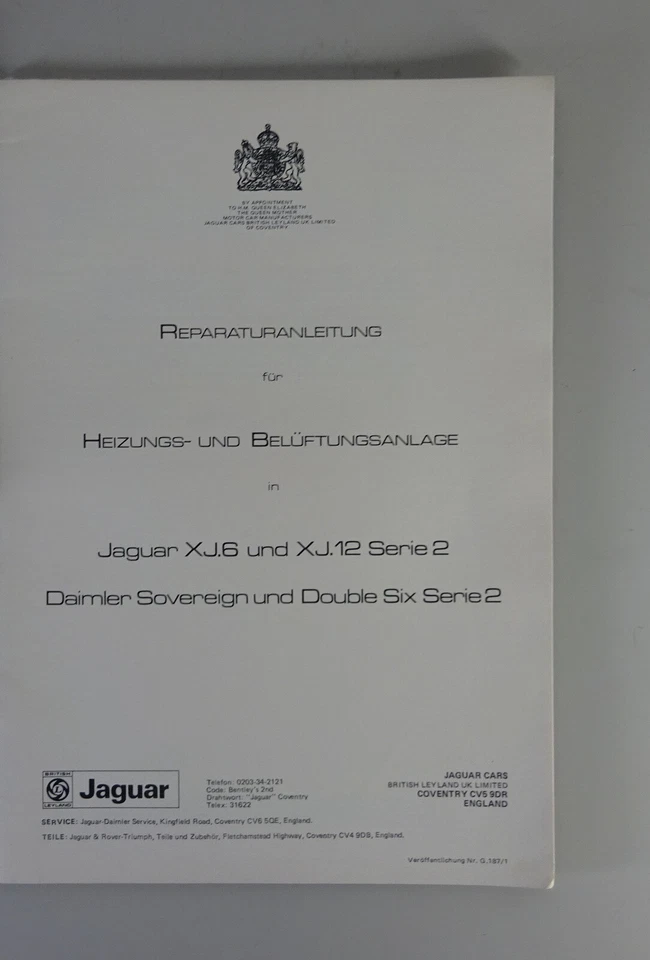 BY APPOINTMENT
TO H.M. QUEEN ELIZABETH
THE QUEEN MOTHER
MOTOR CAR MANUFACTURERS
JAGUAR CARS BRITISH LEYLAND UK LIMITED
OF COVENTRY
REPARATURANLEITUNG
für
HEIZUNGS- UND BELÜFTUNGSANLAGE
in
Jaguar XJ.6 und XJ.12 Serie 2
Daimler Sovereign und Double Six Serie 2
BRITISH
LEYLAND
Jaguar
Telefon: 0203-34-2121
Code: Bentley's 2nd
Drahtwort: "Jaguar" Coventry
Telex: 31622
JAGUAR CARS
BRITISH LEYLAND UK LIMITED
COVENTRY CV5 9DR
ENGLAND
SERVICE: Jaguar-Daimler Service, Kingfield Road, Coventry CV6 5QE, England.
TEILE: Jaguar & Rover-Triumph, Teile und Zubehör, Fletchamstead Highway, Coventry CV4 9DB, England.
Veröffentlichung Nr. G.187/1